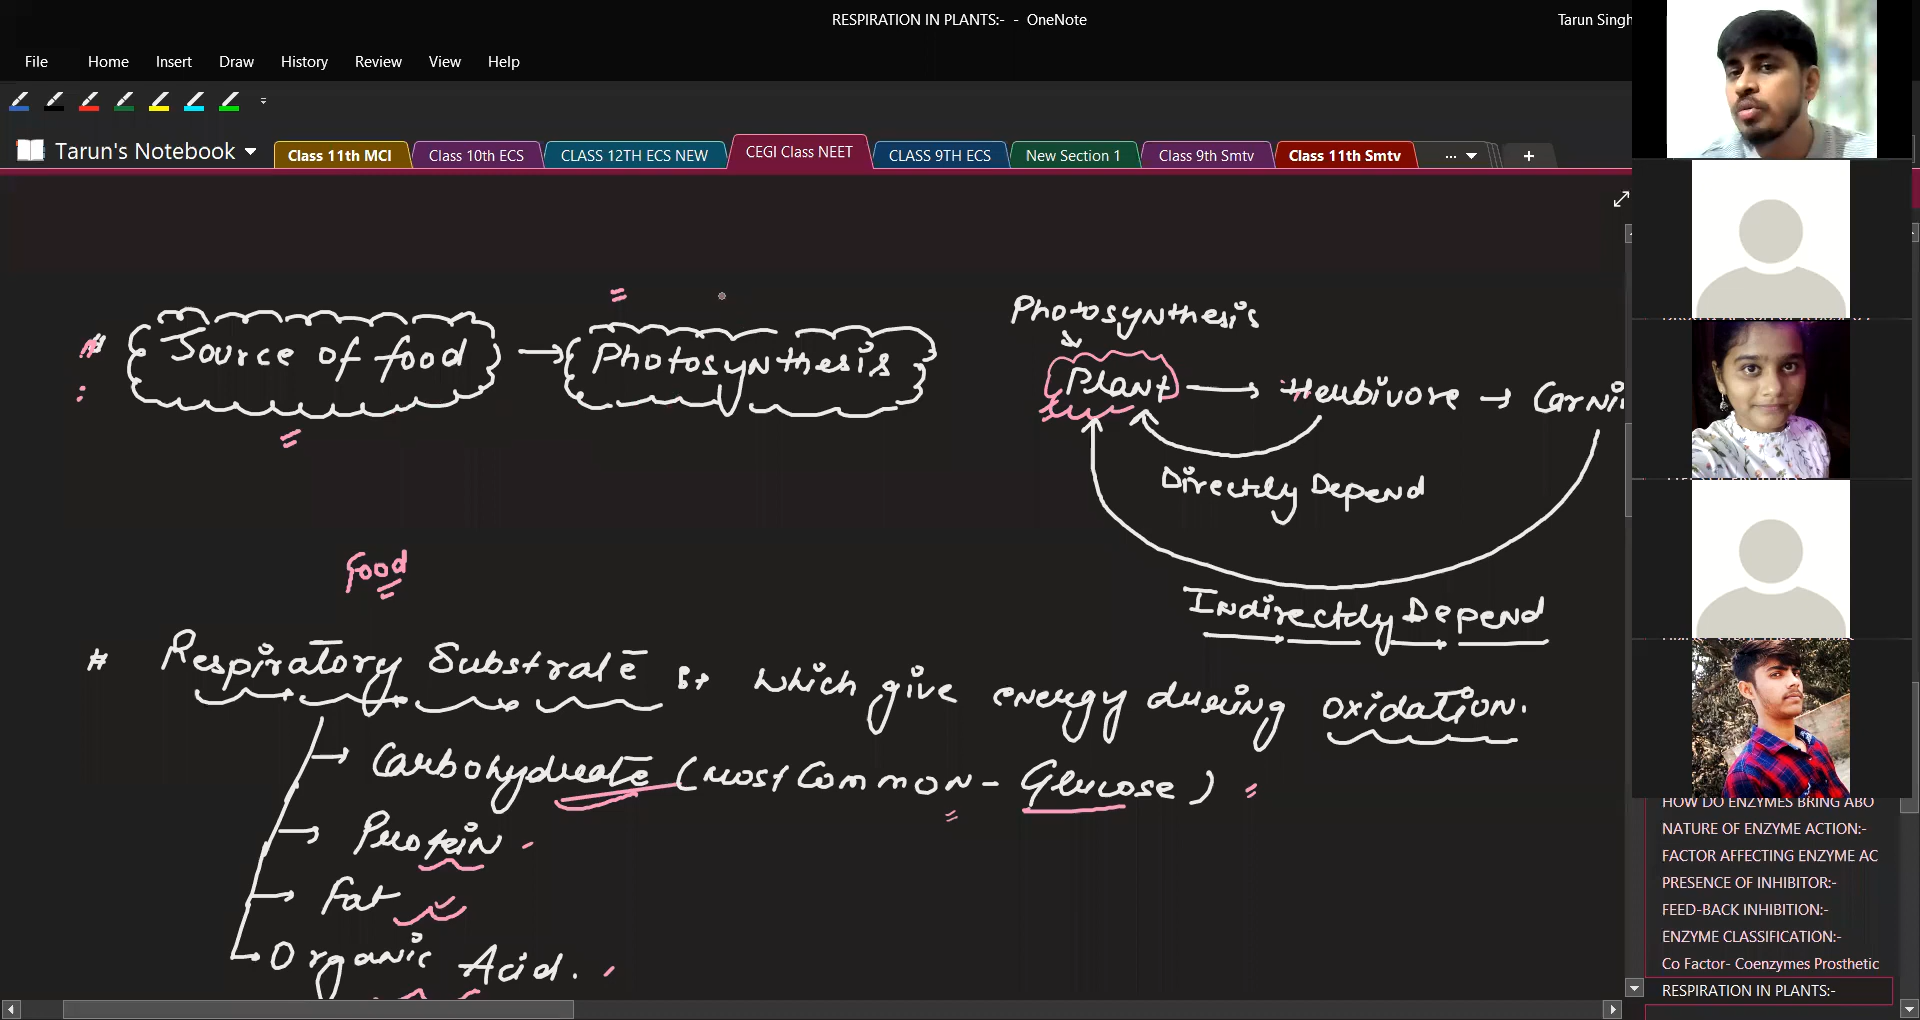 RESPIRATION IN PLANTS:- - OneNote
Tarun Singh
File Home Insert Draw History Review View Help
Tarun's Notebook
Class 11th MCI Class 10th ECS CLASS 12TH ECS NEW CEGI Class NEET CLASS 9TH ECS New Section 1 Class 9th Smtv Class 11th Smtv ... +
# Source of food → Photosynthesis
Photosynthesis
Plant → Herbivore → Carni
Directly Depend
Indirectly Depend
Food
# Respiratory Substrate :→ which give energy during oxidation.
→ Carbohydrate (most Common - Glucose)
→ Protein
→ Fat
→ Organic Acid.
HOW DO ENZYMES BRING ABO
NATURE OF ENZYME ACTION:-
FACTOR AFFECTING ENZYME AC
PRESENCE OF INHIBITOR:-
FEED-BACK INHIBITION:-
ENZYME CLASSIFICATION:-
Co Factor- Coenzymes Prosthetic
RESPIRATION IN PLANTS:-